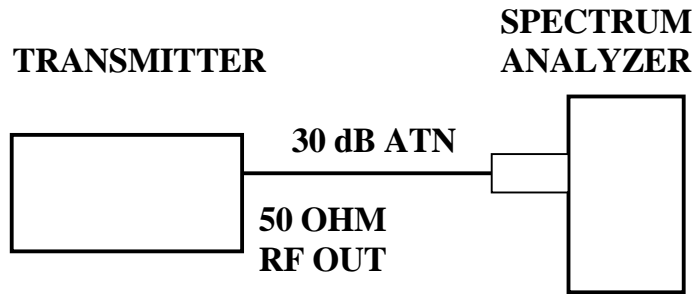 SPECTRUM
ANALYZER
TRANSMITTER
30 dB ATN
50 OHM
RF OUT